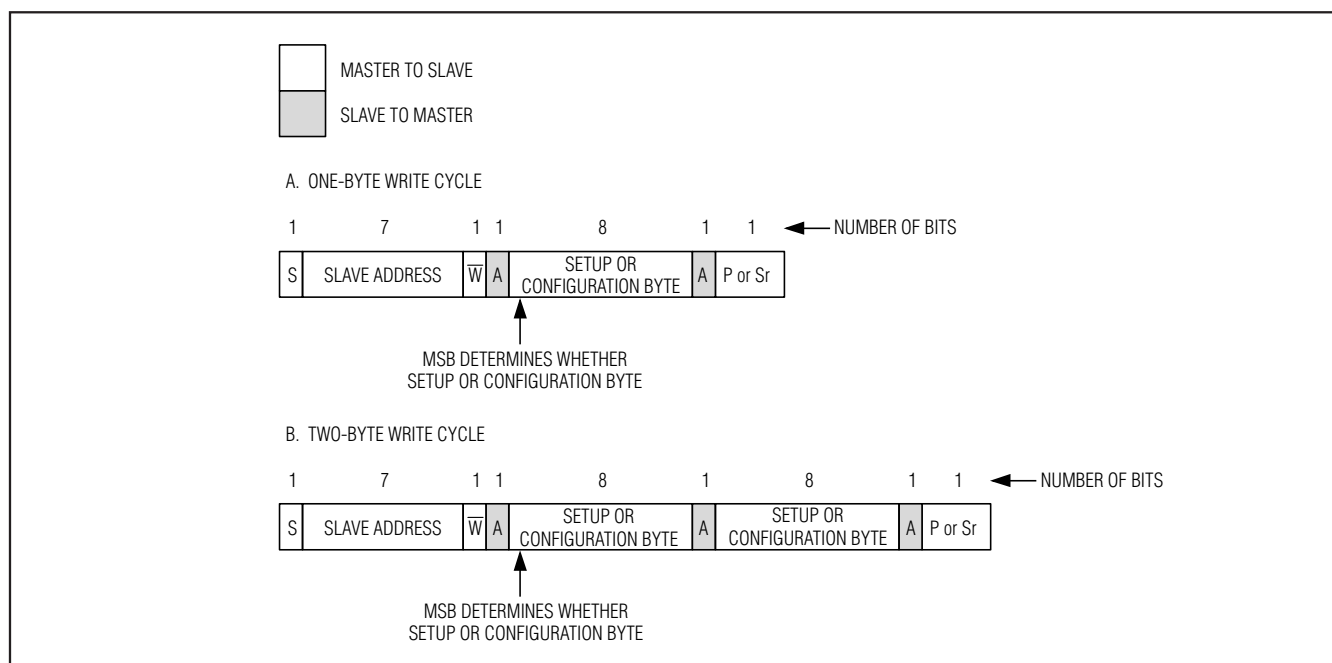 MASTER TO SLAVE
SLAVE TO MASTER
A. ONE-BYTE WRITE CYCLE
1 7 1 1 8 1 1 NUMBER OF BITS
S SLAVE ADDRESS W̅ A SETUP OR CONFIGURATION BYTE A P or Sr
MSB DETERMINES WHETHER
SETUP OR CONFIGURATION BYTE
B. TWO-BYTE WRITE CYCLE
1 7 1 1 8 1 8 1 1 NUMBER OF BITS
S SLAVE ADDRESS W̅ A SETUP OR CONFIGURATION BYTE A SETUP OR CONFIGURATION BYTE A P or Sr
MSB DETERMINES WHETHER
SETUP OR CONFIGURATION BYTE